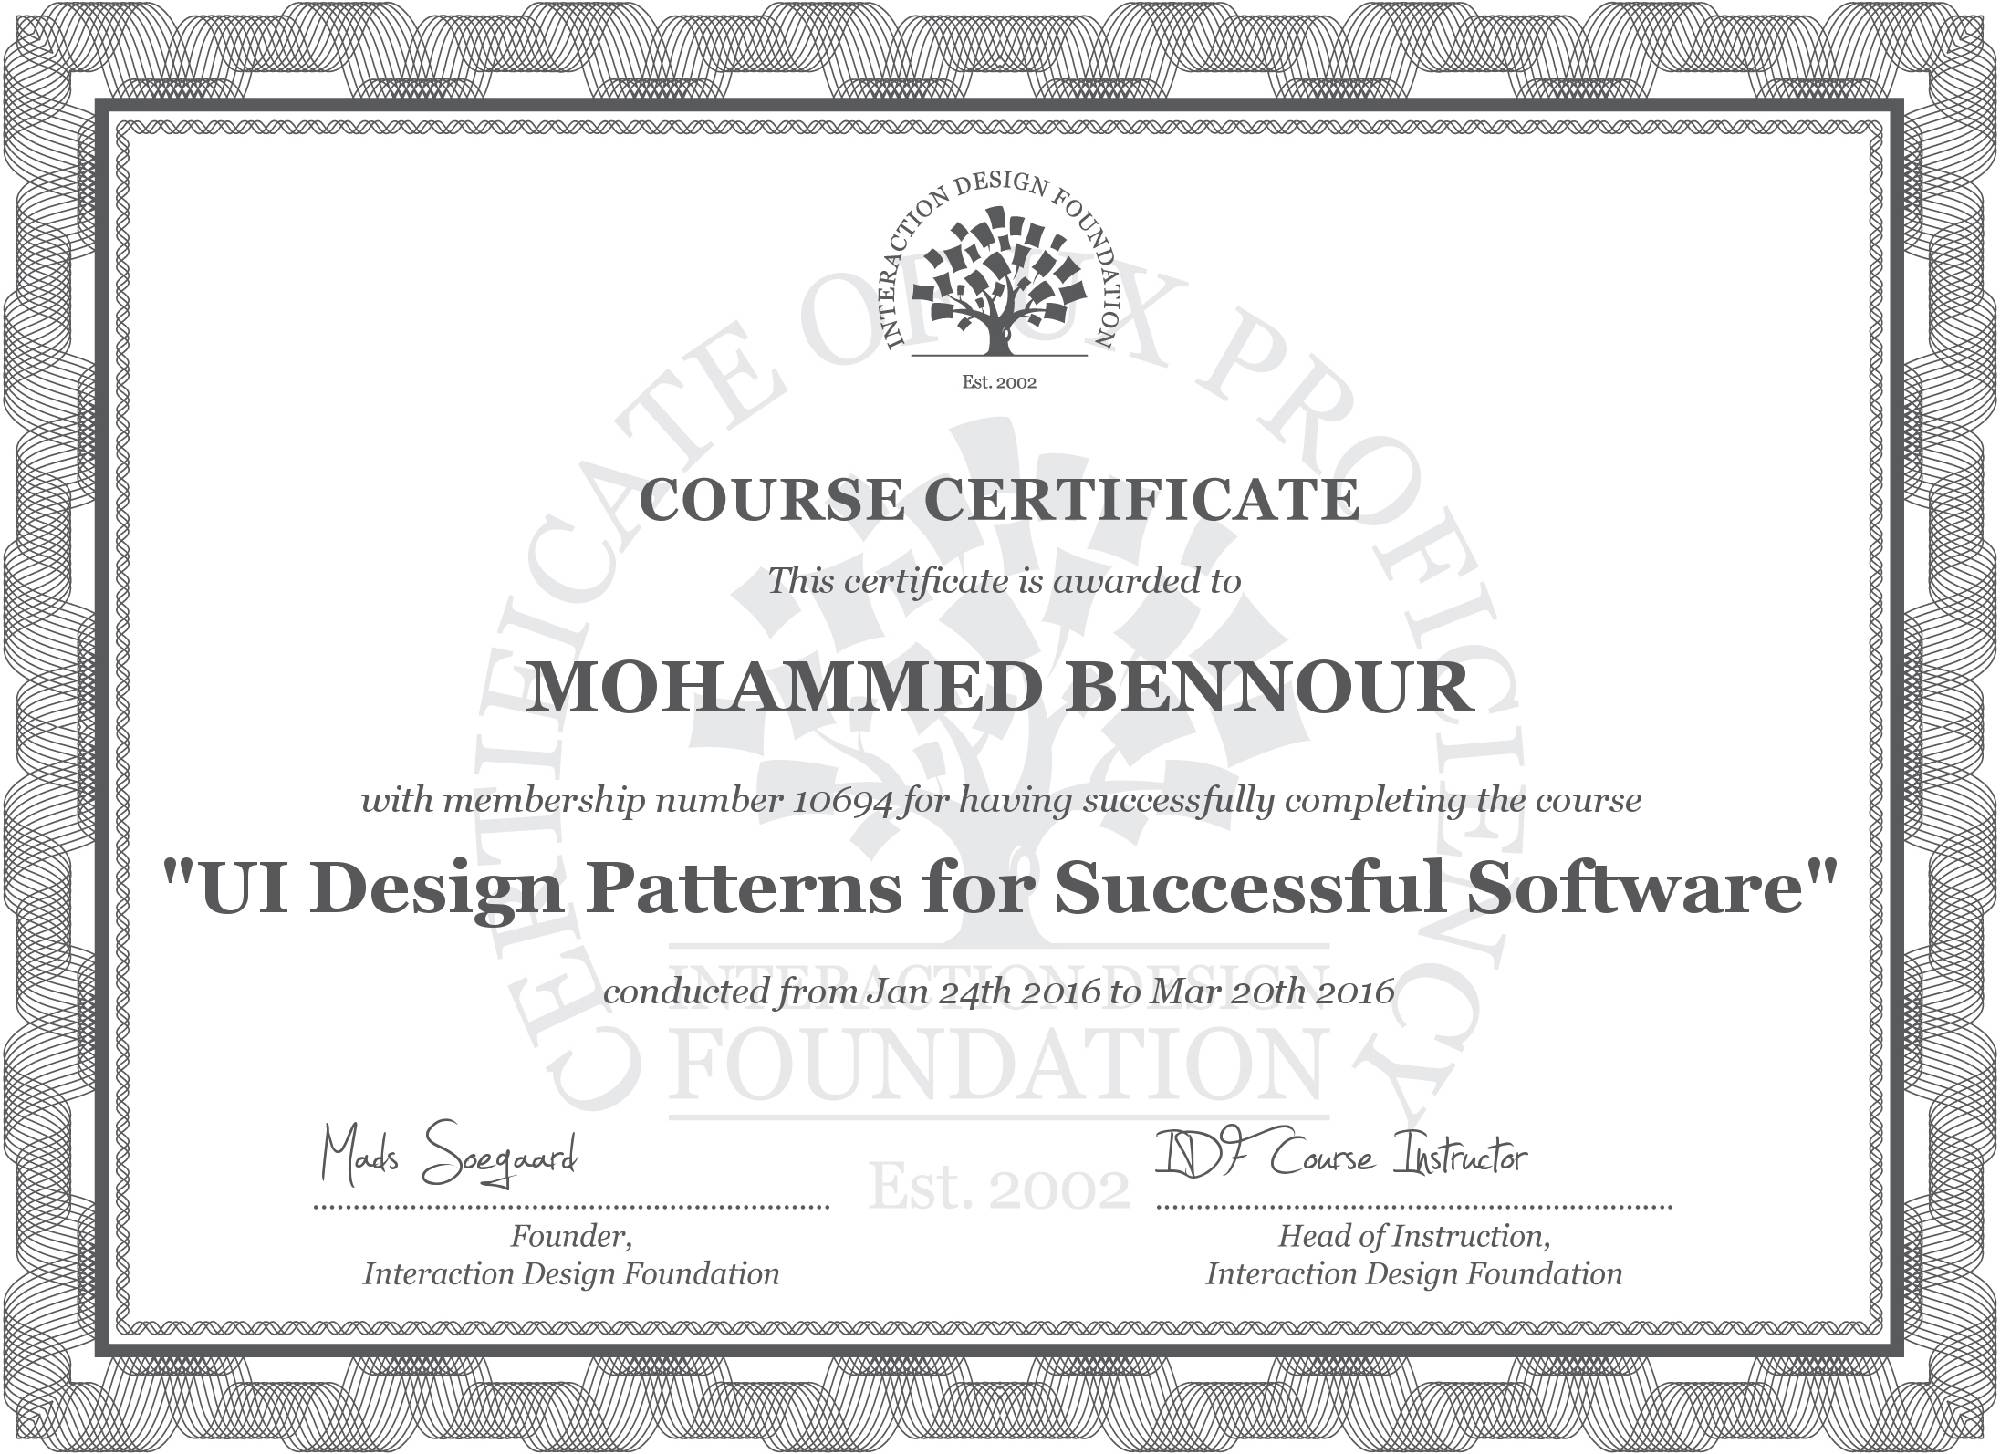 INTERACTION DESIGN FOUNDATION
Est. 2002
CERTIFICATE OF UX PROFICIENCY
COURSE CERTIFICATE
This certificate is awarded to
MOHAMMED BENNOUR
with membership number 10694 for having successfully completing the course
"UI Design Patterns for Successful Software"
INTERACTION DESIGN
conducted from Jan 24th 2016 to Mar 20th 2016
FOUNDATION
Mads Soegaard
IDF Course Instructor
Est. 2002
Founder,
Interaction Design Foundation
Head of Instruction,
Interaction Design Foundation